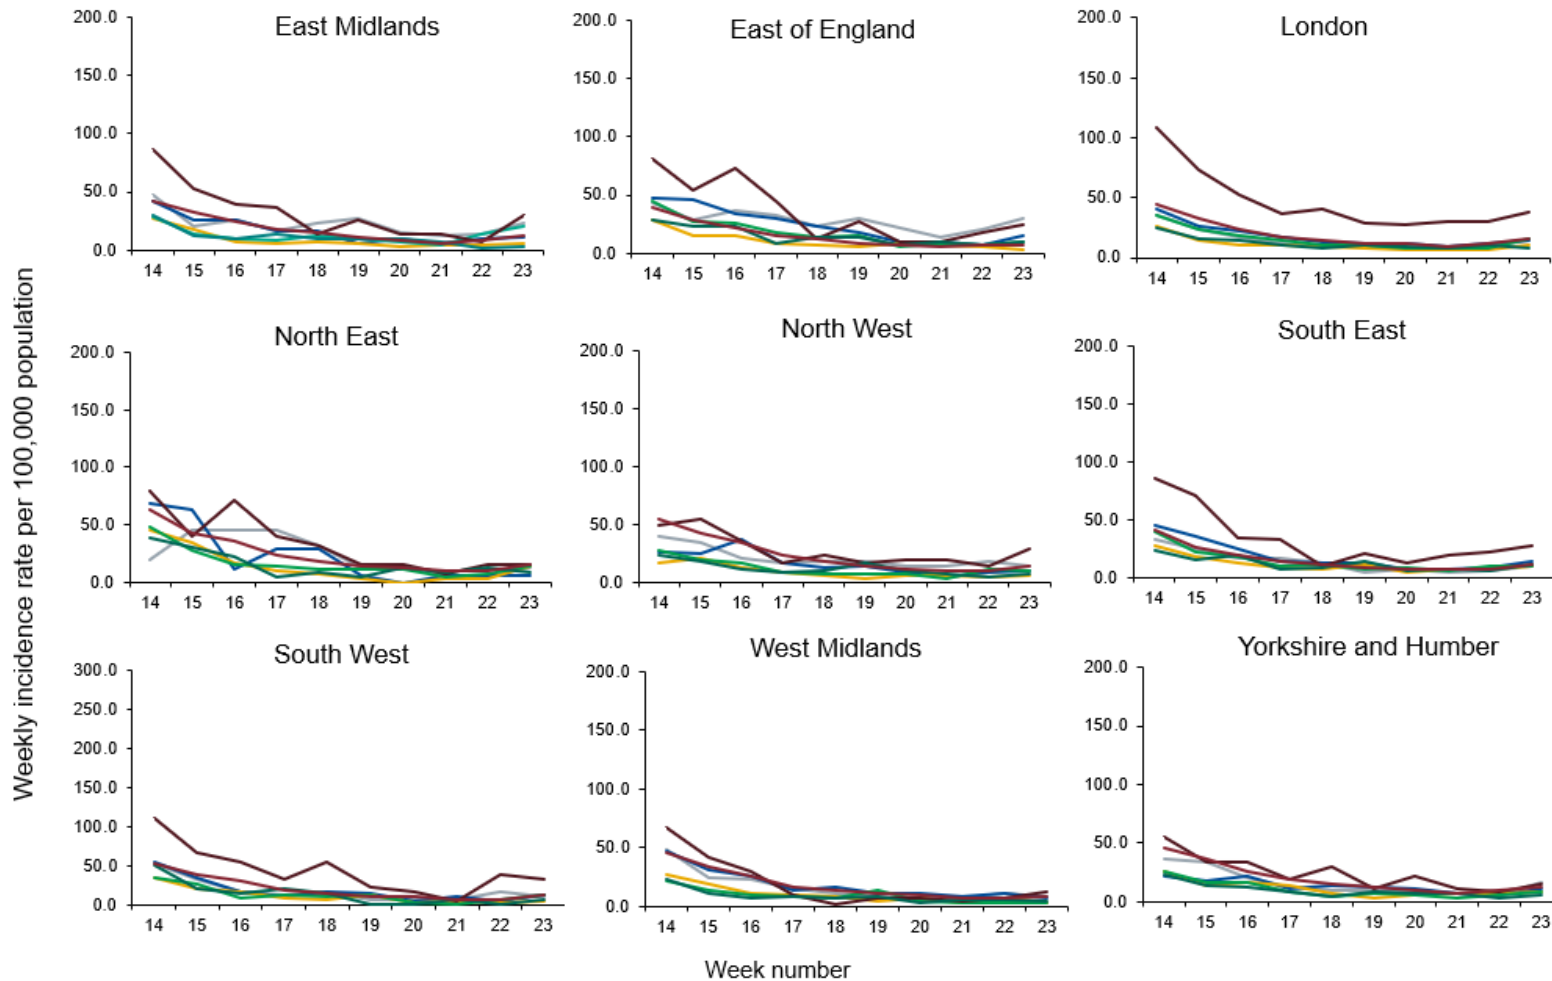 Weekly incidence rate per 100,000 population
East Midlands
200.0
150.0
100.0
50.0
0.0
14 15 16 17 18 19 20 21 22 23
East of England
200.0
150.0
100.0
50.0
0.0
14 15 16 17 18 19 20 21 22 23
London
200.0
150.0
100.0
50.0
0.0
14 15 16 17 18 19 20 21 22 23
North East
200.0
150.0
100.0
50.0
0.0
14 15 16 17 18 19 20 21 22 23
North West
200.0
150.0
100.0
50.0
0.0
14 15 16 17 18 19 20 21 22 23
South East
200.0
150.0
100.0
50.0
0.0
14 15 16 17 18 19 20 21 22 23
South West
300.0
250.0
200.0
150.0
100.0
50.0
0.0
14 15 16 17 18 19 20 21 22 23
West Midlands
200.0
150.0
100.0
50.0
0.0
14 15 16 17 18 19 20 21 22 23
Yorkshire and Humber
200.0
150.0
100.0
50.0
0.0
14 15 16 17 18 19 20 21 22 23
Week number